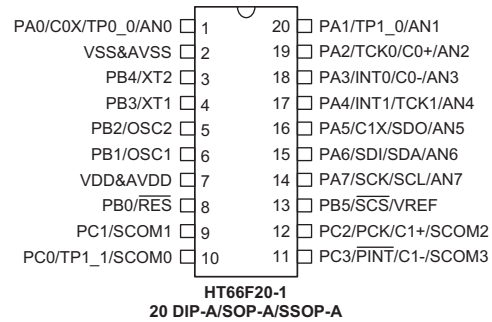 PA0/C0X/TP0_0/AN0 1 20 PA1/TP1_0/AN1
VSS&AVSS 2 19 PA2/TCK0/C0+/AN2
PB4/XT2 3 18 PA3/INT0/C0-/AN3
PB3/XT1 4 17 PA4/INT1/TCK1/AN4
PB2/OSC2 5 16 PA5/C1X/SDO/AN5
PB1/OSC1 6 15 PA6/SDI/SDA/AN6
VDD&AVDD 7 14 PA7/SCK/SCL/AN7
PB0/RES 8 13 PB5/SCS/VREF
PC1/SCOM1 9 12 PC2/PCK/C1+/SCOM2
PC0/TP1_1/SCOM0 10 11 PC3/PINT/C1-/SCOM3
HT66F20-1
20 DIP-A/SOP-A/SSOP-A